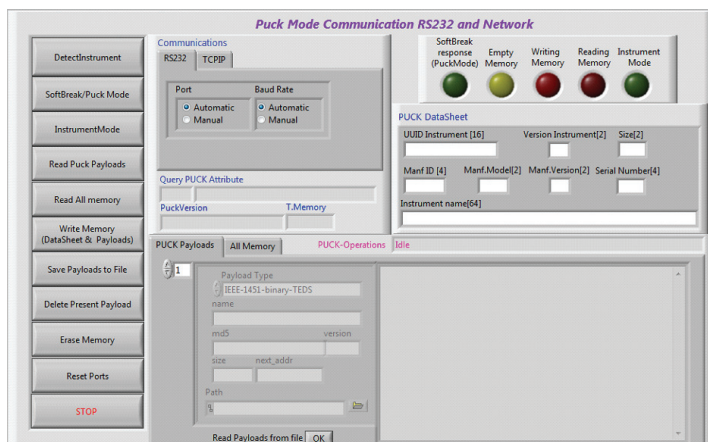 Puck Mode Communication RS232 and Network
DetectInstrument
SoftBreak/Puck Mode
InstrumentMode
Read Puck Payloads
Read All memory
Write Memory
(DataSheet & Payloads)
Save Payloads to File
Delete Present Payload
Erase Memory
Reset Ports
STOP
Communications
RS232 TCPIP
Port Baud Rate
Automatic Automatic
Manual Manual
Query PUCK Attribute
PuckVersion T.Memory
SoftBreak
response
(PuckMode)
Empty
Memory
Writing
Memory
Reading
Memory
Instrument
Mode
PUCK DataSheet
UUID Instrument [16] Version Instrument[2] Size[2]
Manf ID [4] Manf.Model[2] Manf.Version[2] Serial Number[4]
Instrument name[64]
PUCK Payloads All Memory PUCK-Operations Idle
1
Payload Type
IEEE-1451-binary-TEDS
name
md5 version
size next_addr
Path
Read Payloads from file OK